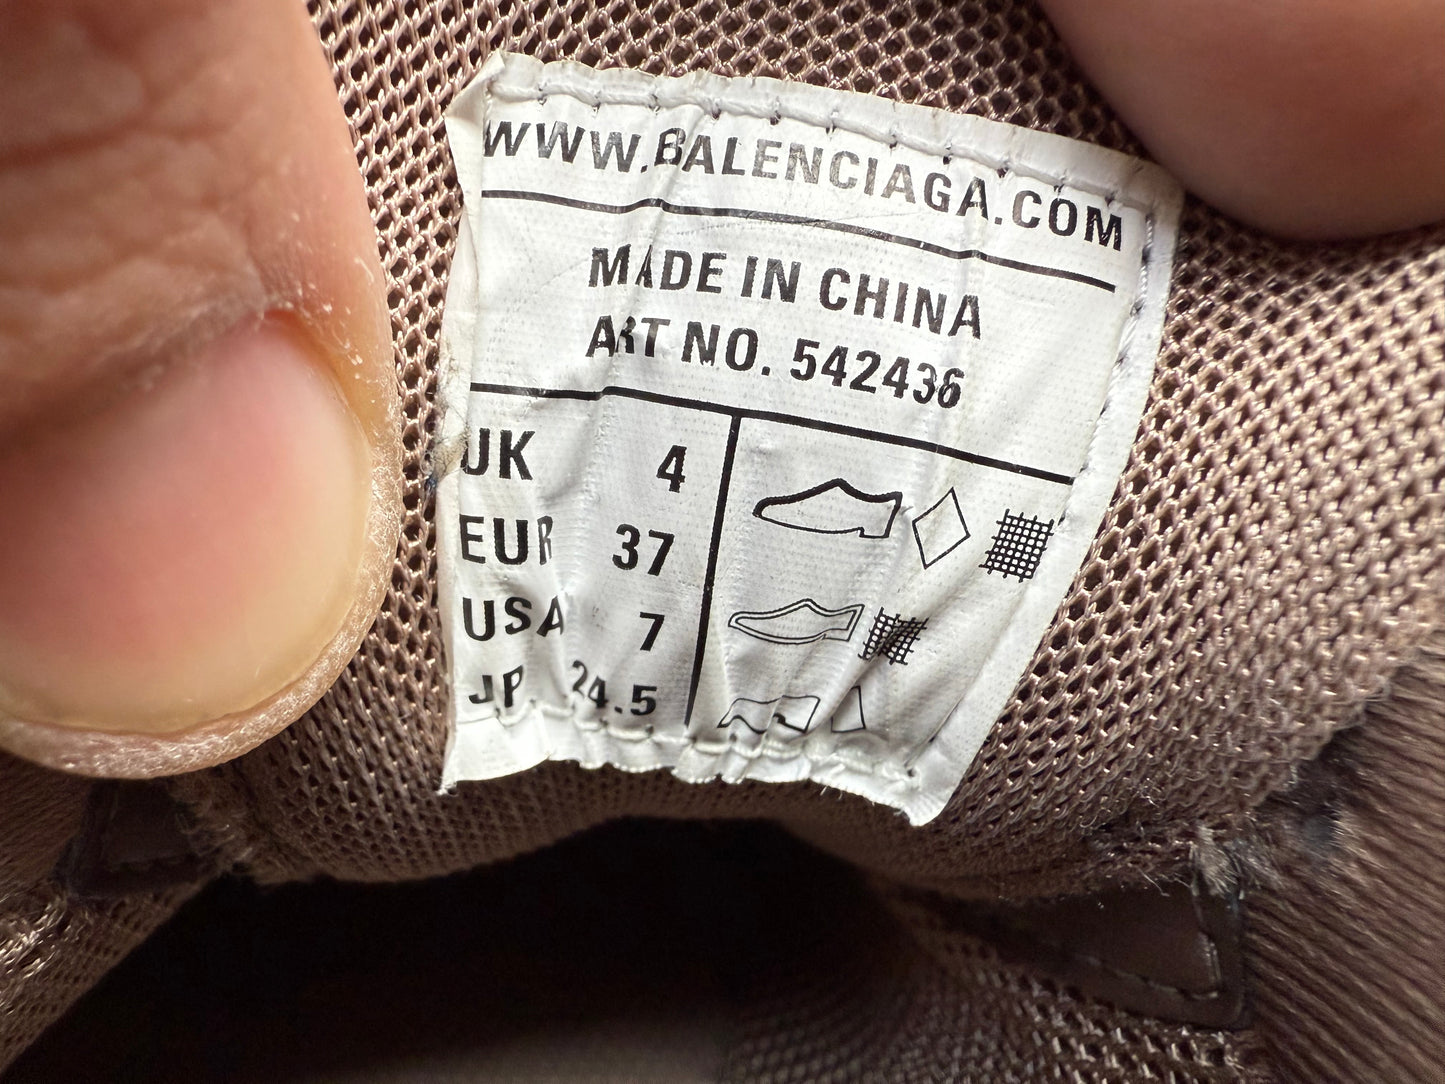 WWW.BALENCIAGA.COM
MADE IN CHINA
ART NO. 542436
UK 4
EUR 37
USA 7
JP. 24.5